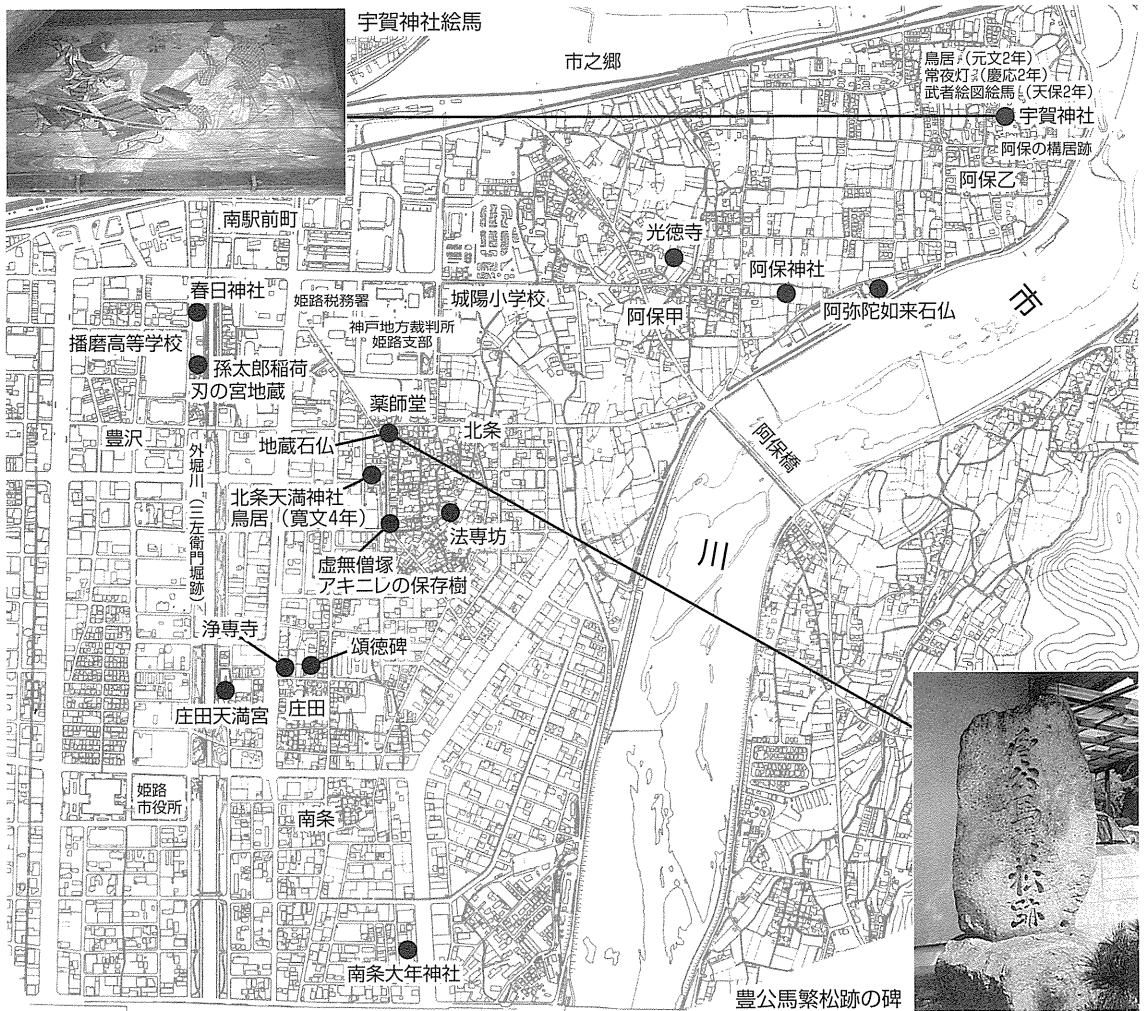 宇賀神社絵馬
市之郷
鳥居（元文2年）
常夜灯（慶応2年）
武者絵図絵馬（天保2年）
宇賀神社
阿保の構居跡
阿保乙
南駅前町
光徳寺
阿保神社
阿弥陀如来石仏
市
春日神社
姫路税務署
城陽小学校
阿保甲
神戸地方裁判所
姫路支部
播磨高等学校
孫太郎稲荷
刃の宮地蔵
薬師堂
地蔵石仏
北条
豊沢
阿保橋
外堀川（三左衛門堀跡）
北条天満神社
鳥居（寛文4年）
法専坊
川
虚無僧塚
アキニレの保存樹
浄専寺
頌徳碑
庄田天満宮
庄田
姫路
市役所
南条
南条大年神社
豊公馬繋松跡の碑